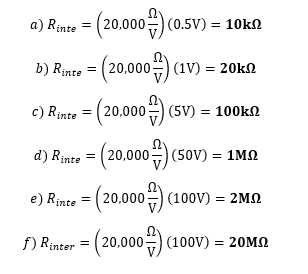 a) R_inte = (20,000 Ω/V) (0.5V) = 10kΩ
b) R_inte = (20,000 Ω/V) (1V) = 20kΩ
c) R_inte = (20,000 Ω/V) (5V) = 100kΩ
d) R_inte = (20,000 Ω/V) (50V) = 1MΩ
e) R_inte = (20,000 Ω/V) (100V) = 2MΩ
f) R_inter = (20,000 Ω/V) (100V) = 20MΩ